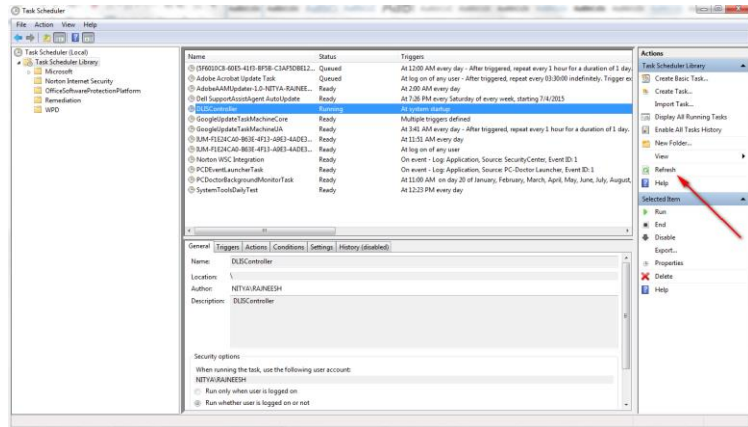 Task Scheduler
File Action View Help
Task Scheduler (Local)
Task Scheduler Library
Microsoft
Norton Internet Security
OfficeSoftwareProtectionPlatform
Remediation
WPD
Name Status Triggers
Queued At 12:00 AM every day - After triggered, repeat every 1 hour for a duration of 1 day.
Adobe Acrobat Update Task Queued At log on of any user - After triggered, repeat every 03:30:00 indefinitely. Trigger ex
AdobeAAMUpdater-1.0-NITYA-RAJNEE... Ready At 2:00 AM every day
Dell SupportAssistAgent AutoUpdate Ready At 7:26 PM every Saturday of every week, starting 7/4/2015
DLISController Running At system startup
GoogleUpdateTaskMachineCore Ready Multiple triggers defined
GoogleUpdateTaskMachineUA Ready At 3:41 AM every day - After triggered, repeat every 1 hour for a duration of 1 day.
Ready At 11:51 AM every day
Ready At log on of any user
Norton WSC Integration Ready On event - Log: Application, Source: SecurityCenter, Event ID: 1
PCDEventLauncherTask Ready On event - Log: Application, Source: PC-Doctor Launcher, Event ID: 1
PCDoctorBackgroundMonitorTask Ready At 11:00 AM on day 20 of January, February, March, April, May, June, July, August,
SystemToolsDailyTest Ready At 12:23 PM every day
General Triggers Actions Conditions Settings History (disabled)
Name: DLISController
Location: \
Author: NITYA\RAJNEESH
Description: DLISController
Security options
When running the task, use the following user account:
NITYA\RAJNEESH
Run only when user is logged on
Run whether user is logged on or not
Actions
Task Scheduler Library
Create Basic Task...
Create Task...
Import Task...
Display All Running Tasks
Enable All Tasks History
New Folder...
View
Refresh
Help
Selected Item
Run
End
Disable
Export...
Properties
Delete
Help